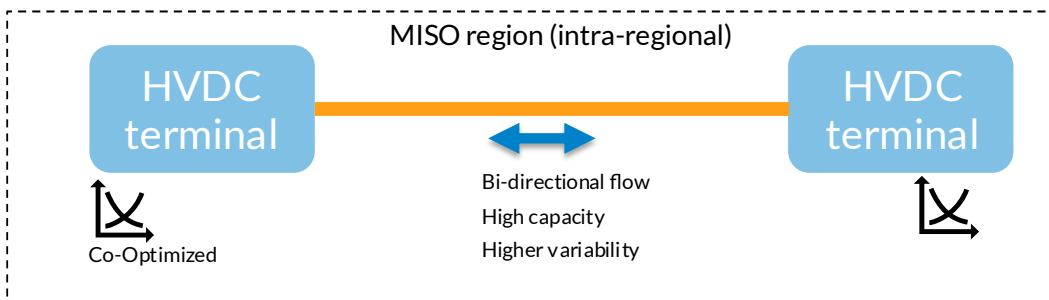 MISO region (intra-regional)
HVDC
terminal
HVDC
terminal
Bi-directional flow
High capacity
Higher variability
Co-Optimized